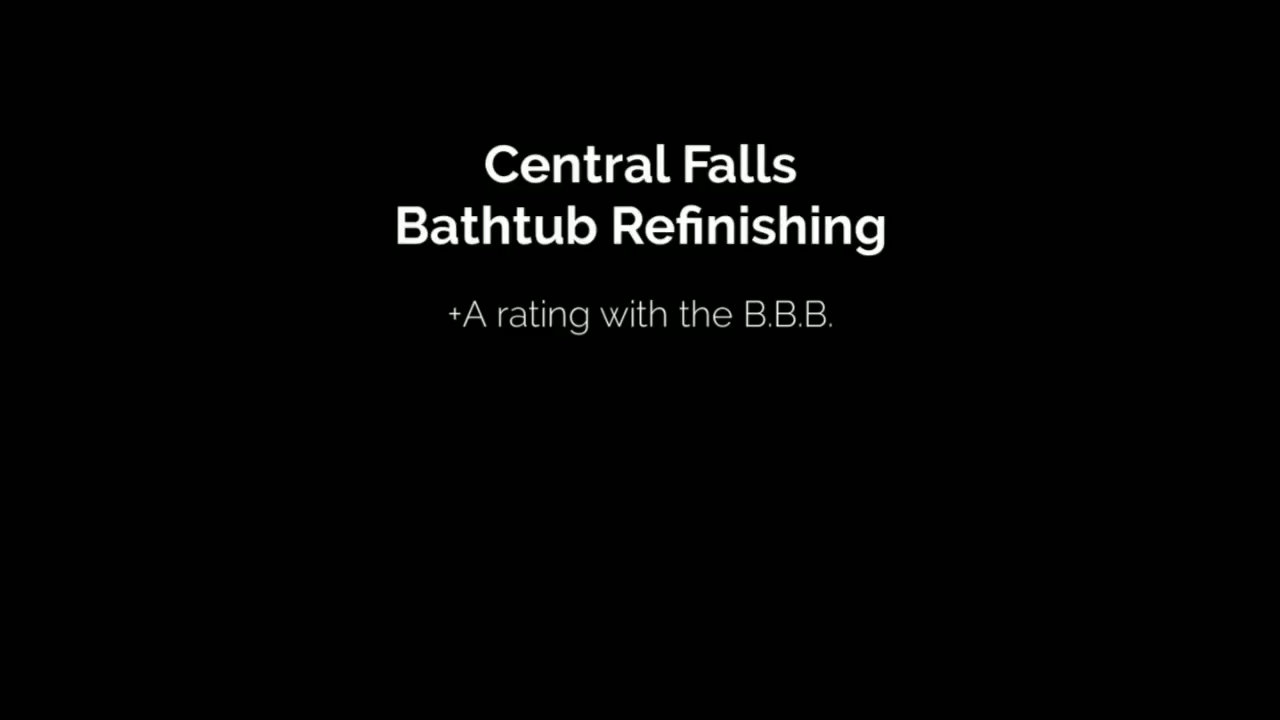 Central Falls
Bathtub Refinishing
+A rating with the B.B.B.